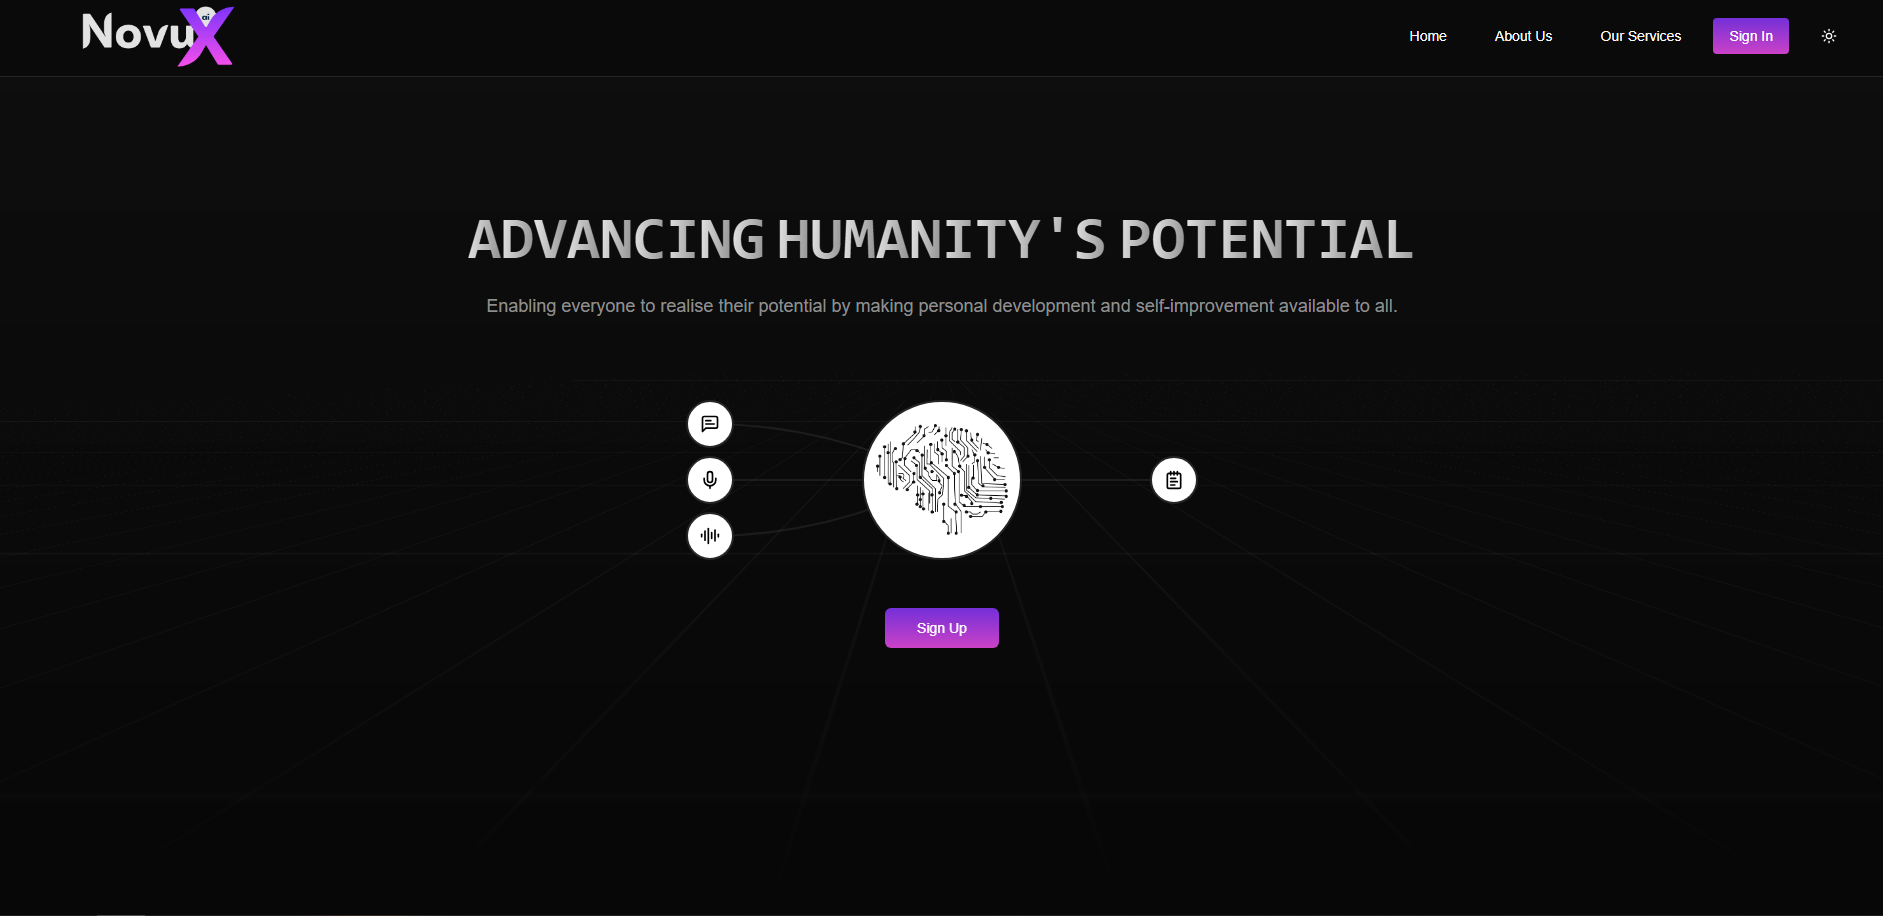 NovuX
ai
Home
About Us
Our Services
Sign In
ADVANCING HUMANITY'S POTENTIAL
Enabling everyone to realise their potential by making personal development and self-improvement available to all.
Sign Up